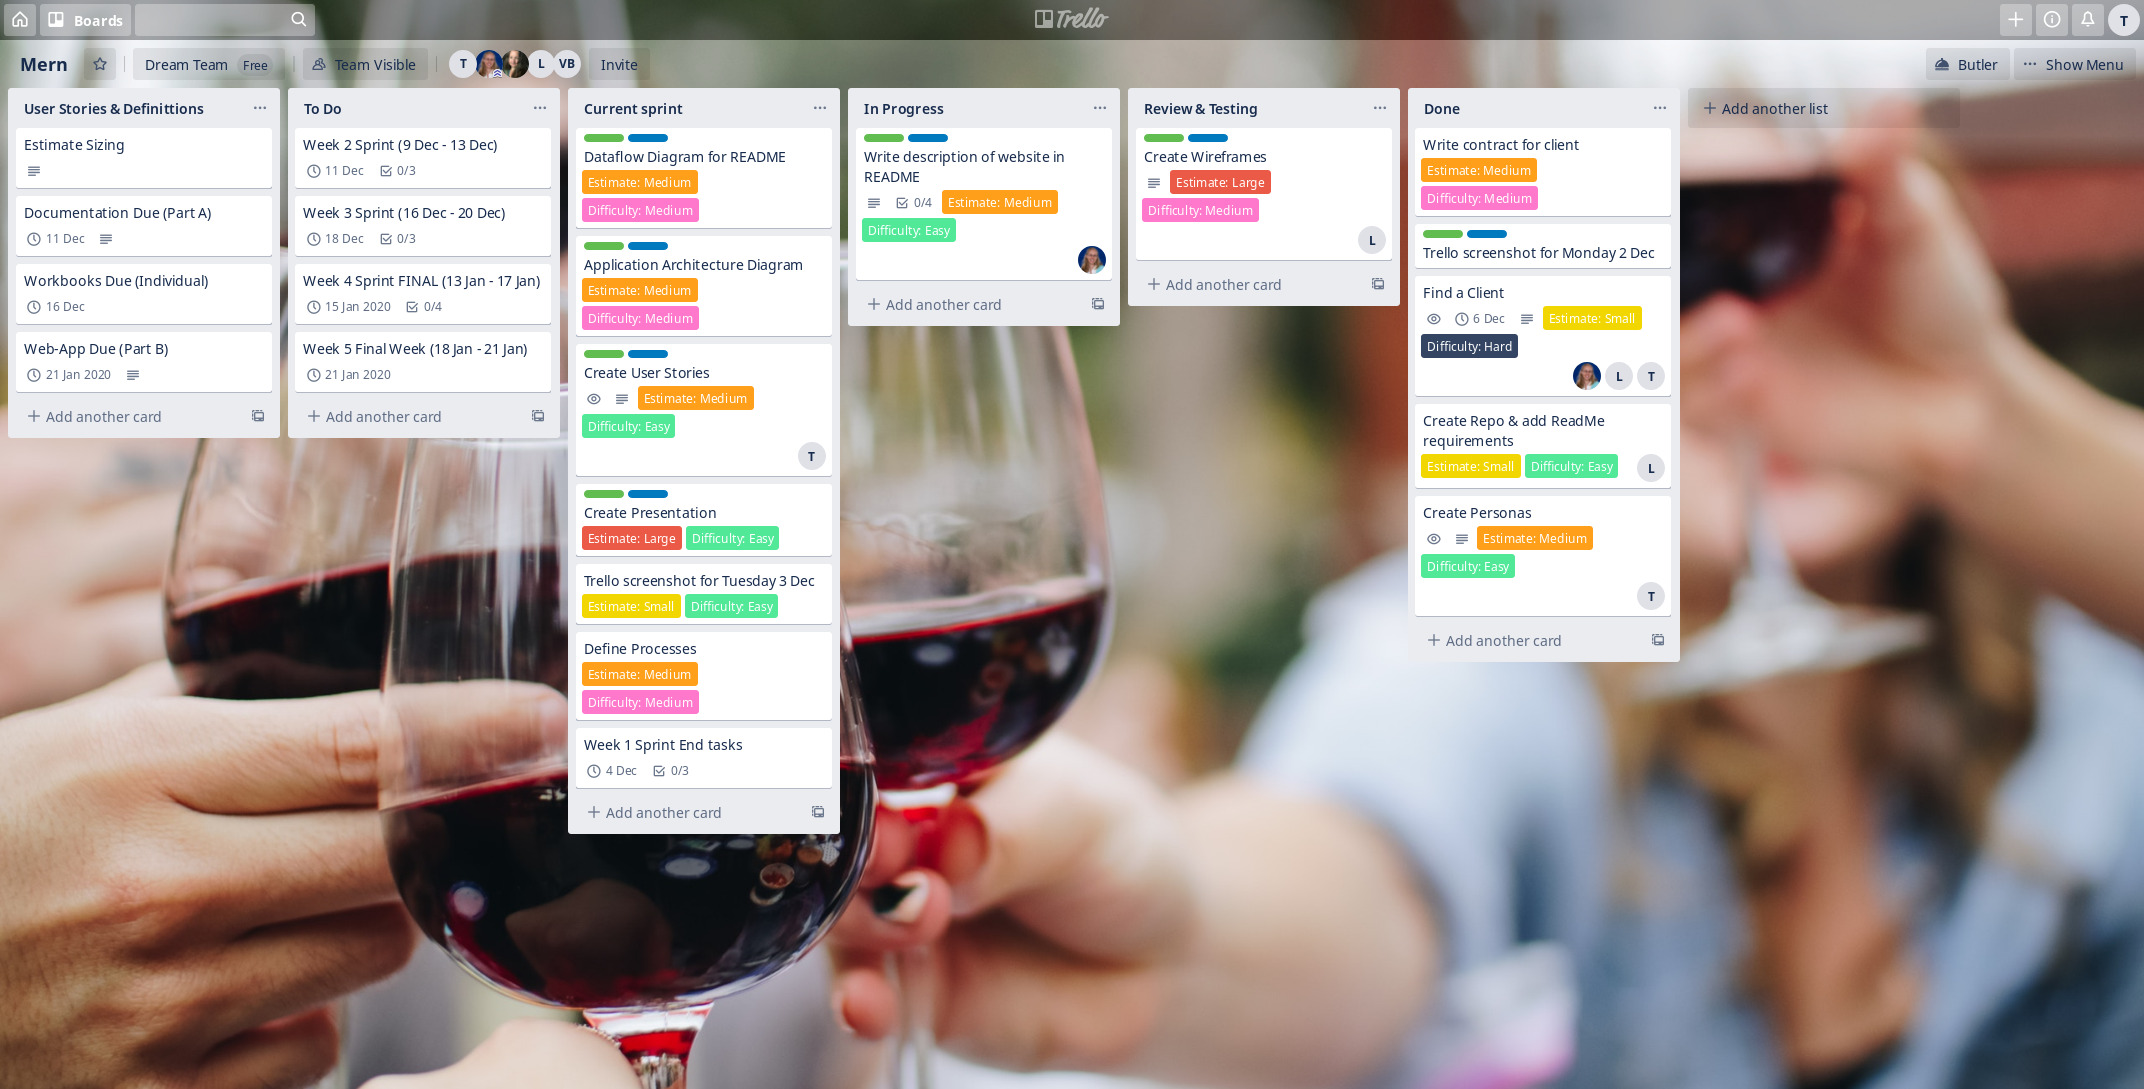 Boards
Trello
T
Mern
Dream Team Free
Team Visible
T
L
VB
Invite
Butler
Show Menu
User Stories & Definittions
Estimate Sizing
Documentation Due (Part A)
11 Dec
Workbooks Due (Individual)
16 Dec
Web-App Due (Part B)
21 Jan 2020
Add another card
To Do
Week 2 Sprint (9 Dec - 13 Dec)
11 Dec 0/3
Week 3 Sprint (16 Dec - 20 Dec)
18 Dec 0/3
Week 4 Sprint FINAL (13 Jan - 17 Jan)
15 Jan 2020 0/4
Week 5 Final Week (18 Jan - 21 Jan)
21 Jan 2020
Add another card
Current sprint
Dataflow Diagram for README
Estimate: Medium
Difficulty: Medium
Application Architecture Diagram
Estimate: Medium
Difficulty: Medium
Create User Stories
Estimate: Medium
Difficulty: Easy
T
Create Presentation
Estimate: Large Difficulty: Easy
Trello screenshot for Tuesday 3 Dec
Estimate: Small Difficulty: Easy
Define Processes
Estimate: Medium
Difficulty: Medium
Week 1 Sprint End tasks
4 Dec 0/3
Add another card
In Progress
Write description of website in
README
0/4 Estimate: Medium
Difficulty: Easy
Add another card
Review & Testing
Create Wireframes
Estimate: Large
Difficulty: Medium
L
Add another card
Done
Write contract for client
Estimate: Medium
Difficulty: Medium
Trello screenshot for Monday 2 Dec
Find a Client
6 Dec Estimate: Small
Difficulty: Hard
L T
Create Repo & add ReadMe
requirements
Estimate: Small Difficulty: Easy L
Create Personas
Estimate: Medium
Difficulty: Easy
T
Add another card
Add another list